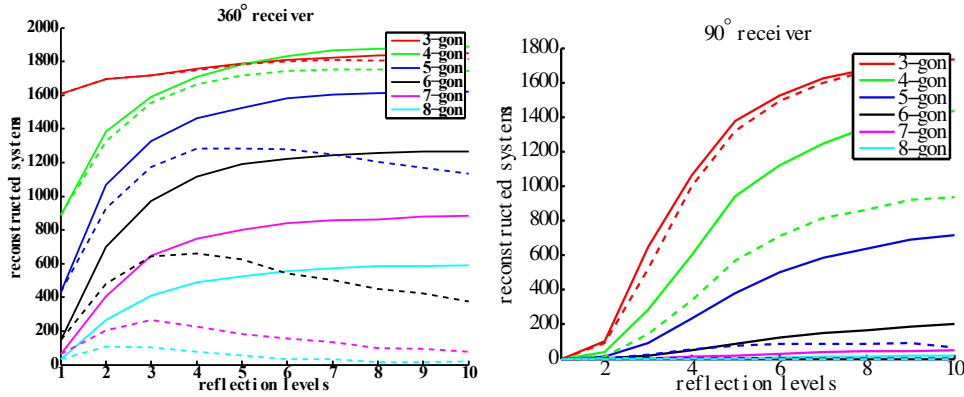 360° receiver
reconstructed systems
2000
1800
1600
1400
1200
1000
800
600
400
200
0
1 2 3 4 5 6 7 8 9 10
reflection levels
3-gon
4-gon
5-gon
6-gon
7-gon
8-gon
90° receiver
reconstructed systems
1800
1600
1400
1200
1000
800
600
400
200
0
2 4 6 8 10
reflection levels
3-gon
4-gon
5-gon
6-gon
7-gon
8-gon